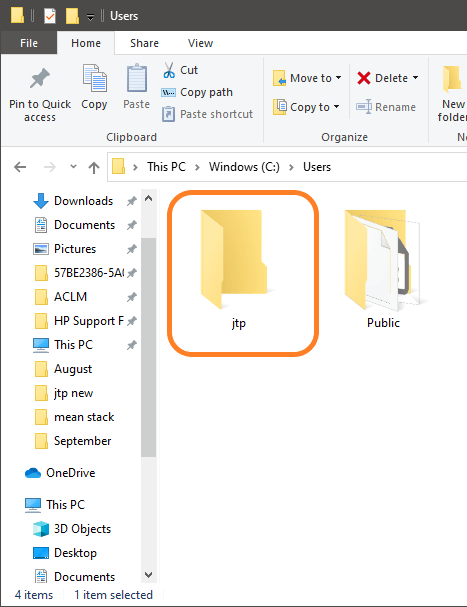 Users
File Home Share View
Pin to Quick
access
Copy
Paste
Cut
Copy path
Paste shortcut
Clipboard
Move to
Copy to
Delete
Rename
Organize
New
folder
This PC Windows (C:) Users
Downloads
Documents
Pictures
57BE2386-5A
ACLM
HP Support F
This PC
August
jtp new
mean stack
September
OneDrive
This PC
3D Objects
Desktop
Documents
jtp
Public
4 items 1 item selected